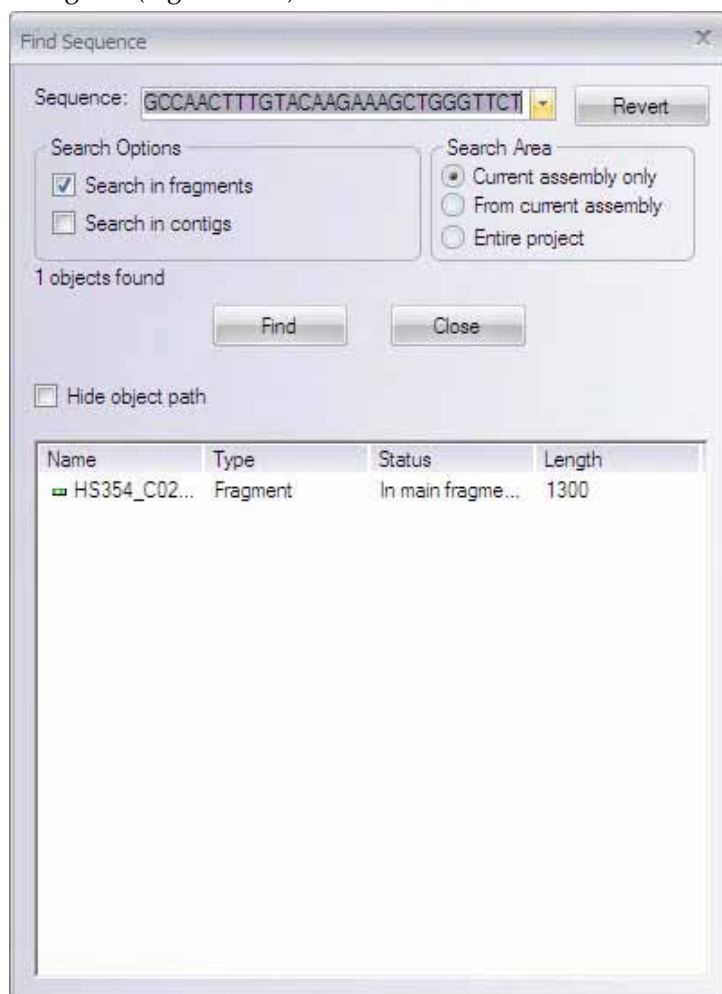 Find Sequence
Sequence: GCCAACTTTGTACAAGAAAGCTGGGTTCT Revert
Search Options
Search in fragments
Search in contigs
Search Area
Current assembly only
From current assembly
Entire project
1 objects found
Find Close
Hide object path
Name Type Status Length
HS354_C02... Fragment In main fragme... 1300